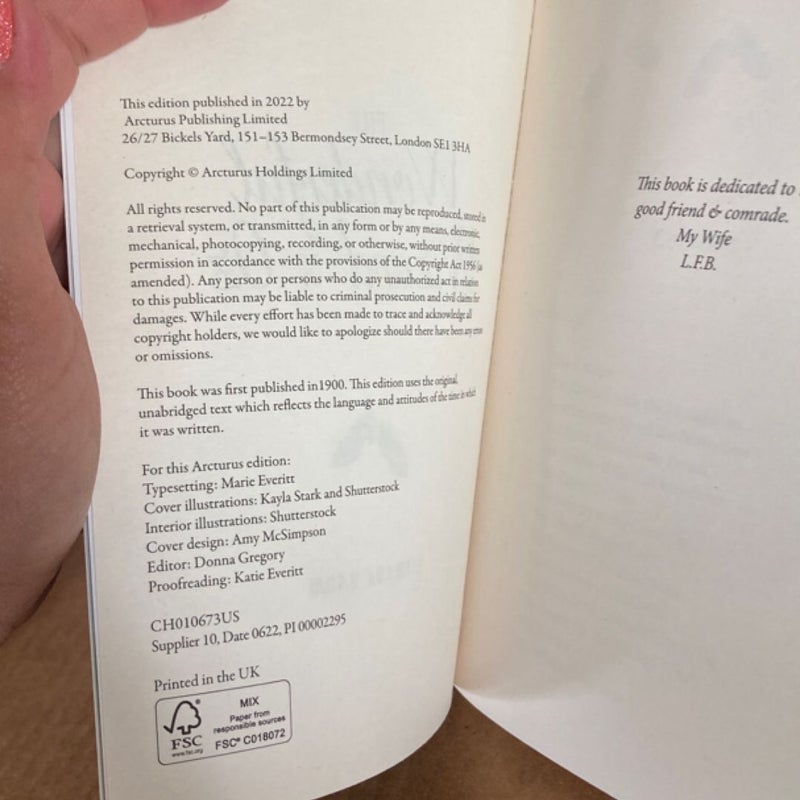 This edition published in 2022 by
Arcturus Publishing Limited
26/27 Bickels Yard, 151–153 Bermondsey Street, London SE1 3HA
Copyright © Arcturus Holdings Limited
All rights reserved. No part of this publication may be reproduced, stored in
a retrieval system, or transmitted, in any form or by any means, electronic,
mechanical, photocopying, recording, or otherwise, without prior written
permission in accordance with the provisions of the Copyright Act 1956 (as
amended). Any person or persons who do any unauthorized act in relation
to this publication may be liable to criminal prosecution and civil claims for
damages. While every effort has been made to trace and acknowledge all
copyright holders, we would like to apologize should there have been any errors
or omissions.
This book was first published in1900. This edition uses the original,
unabridged text which reflects the language and attitudes of the time in which
it was written.
For this Arcturus edition:
Typesetting: Marie Everitt
Cover illustrations: Kayla Stark and Shutterstock
Interior illustrations: Shutterstock
Cover design: Amy McSimpson
Editor: Donna Gregory
Proofreading: Katie Everitt
CH010673US
Supplier 10, Date 0622, PI 00002295
Printed in the UK
FSC
www.fsc.org
MIX
Paper from
responsible sources
FSC® C018072
This book is dedicated to
good friend & comrade.
My Wife
L.F.B.